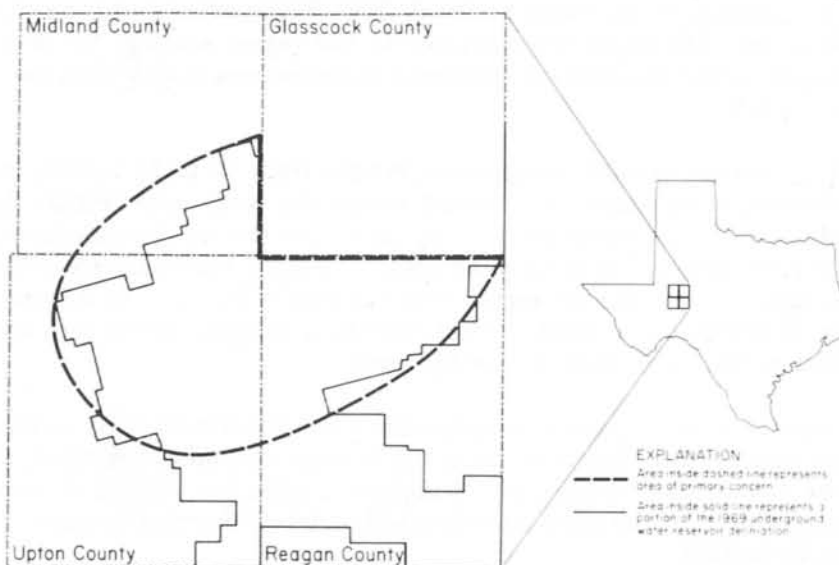 Midland County
Glasscock County
Upton County
Reagan County
EXPLANATION
Area inside dashed line represents
area of primary concern
Area inside solid line represents a
portion of the 1969 underground
water reservoir deliniation